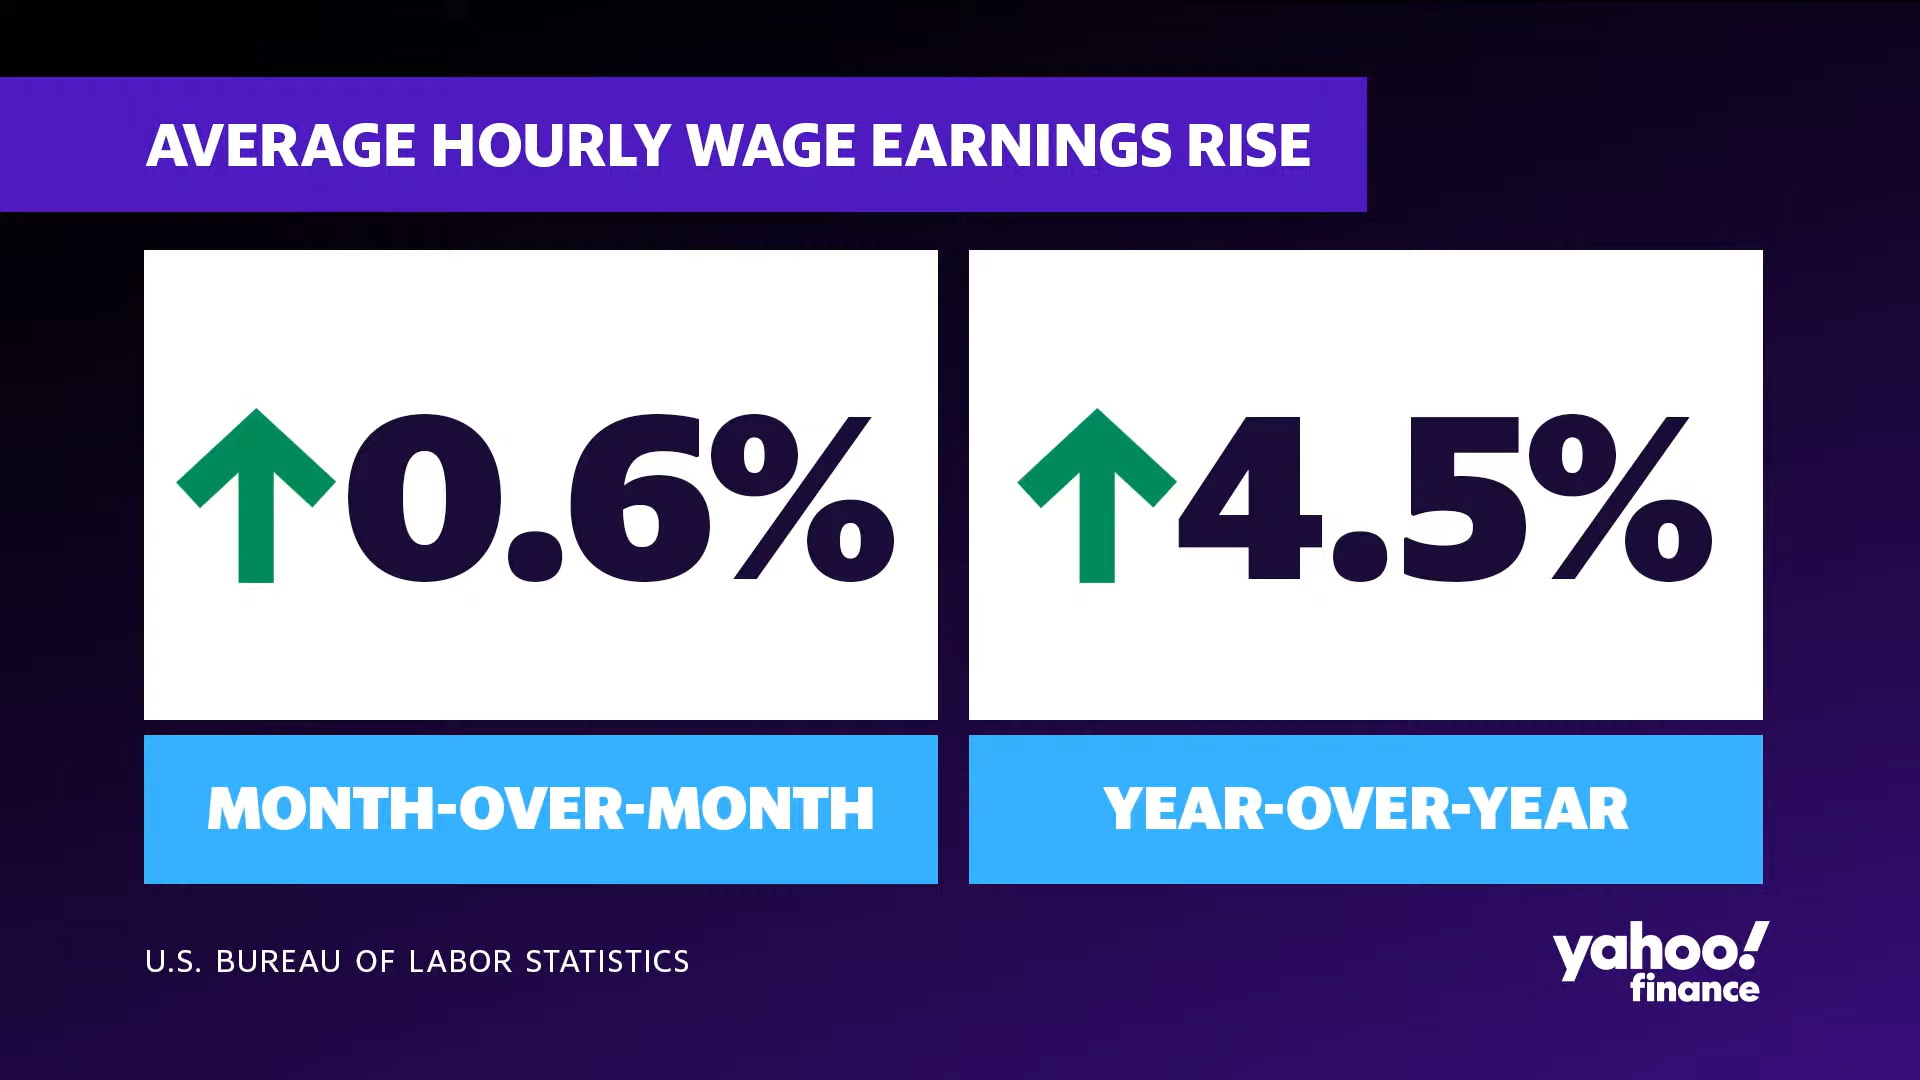 AVERAGE HOURLY WAGE EARNINGS RISE
↑0.6%
↑4.5%
MONTH-OVER-MONTH
YEAR-OVER-YEAR
U.S. BUREAU OF LABOR STATISTICS
yahoo!
finance